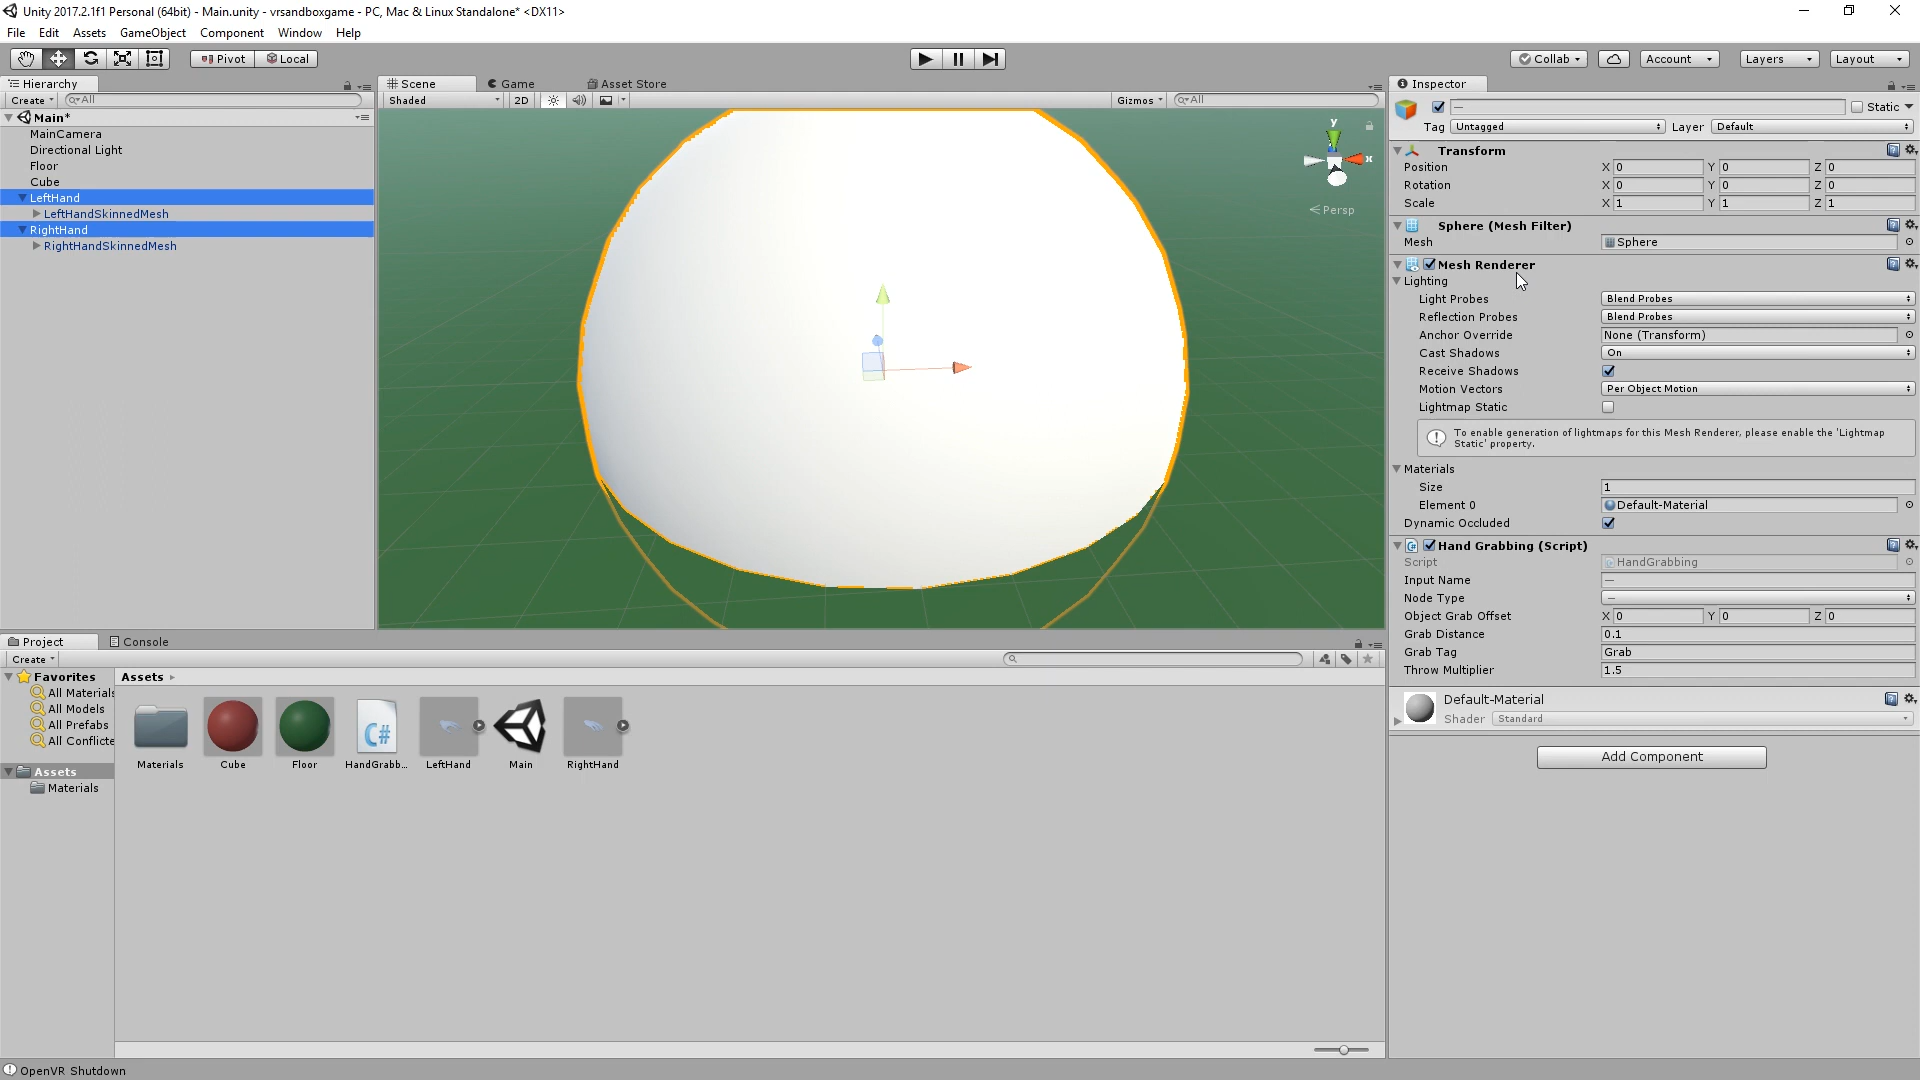 Unity 2017.2.1f1 Personal (64bit) - Main.unity - vrsandboxgame - PC, Mac & Linux Standalone* <DX11>
File Edit Assets GameObject Component Window Help
Pivot Local Collab Account Layers Layout
Hierarchy
Create All
Main*
MainCamera
Directional Light
Floor
Cube
LeftHand
LeftHandSkinnedMesh
RightHand
RightHandSkinnedMesh
Scene Game Asset Store
Shaded 2D Gizmos All
y
x
Persp
Inspector
— Static
Tag Untagged Layer Default
Transform
Position X 0 Y 0 Z 0
Rotation X 0 Y 0 Z 0
Scale X 1 Y 1 Z 1
Sphere (Mesh Filter)
Mesh Sphere
Mesh Renderer
Lighting
Light Probes Blend Probes
Reflection Probes Blend Probes
Anchor Override None (Transform)
Cast Shadows On
Receive Shadows
Motion Vectors Per Object Motion
Lightmap Static
To enable generation of lightmaps for this Mesh Renderer, please enable the 'Lightmap
Static' property.
Materials
Size 1
Element 0 Default-Material
Dynamic Occluded
C# Hand Grabbing (Script)
Script HandGrabbing
Input Name —
Node Type —
Object Grab Offset X 0 Y 0 Z 0
Grab Distance 0.1
Grab Tag Grab
Throw Multiplier 1.5
Default-Material
Shader Standard
Add Component
Project Console
Create
Favorites
All Materials
All Models
All Prefabs
All Conflicte
Assets
Materials
Assets
C#
Materials Cube Floor HandGrabb... LeftHand Main RightHand
OpenVR Shutdown